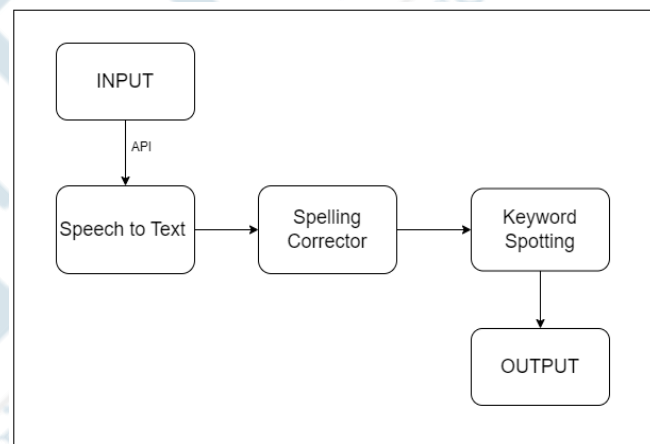 INPUT
API
Speech to Text
Spelling
Corrector
Keyword
Spotting
OUTPUT